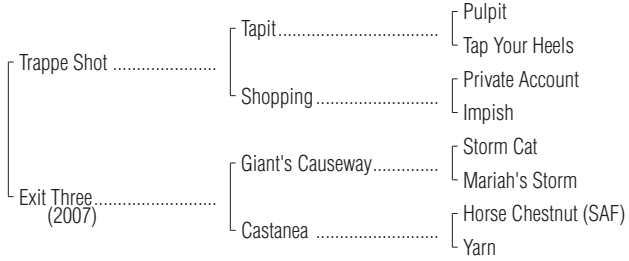 Pulpit
Tapit
Tap Your Heels
Trappe Shot
Private Account
Shopping
Impish
Storm Cat
Giant's Causeway
Mariah's Storm
Exit Three
(2007)
Horse Chestnut (SAF)
Castanea
Yarn